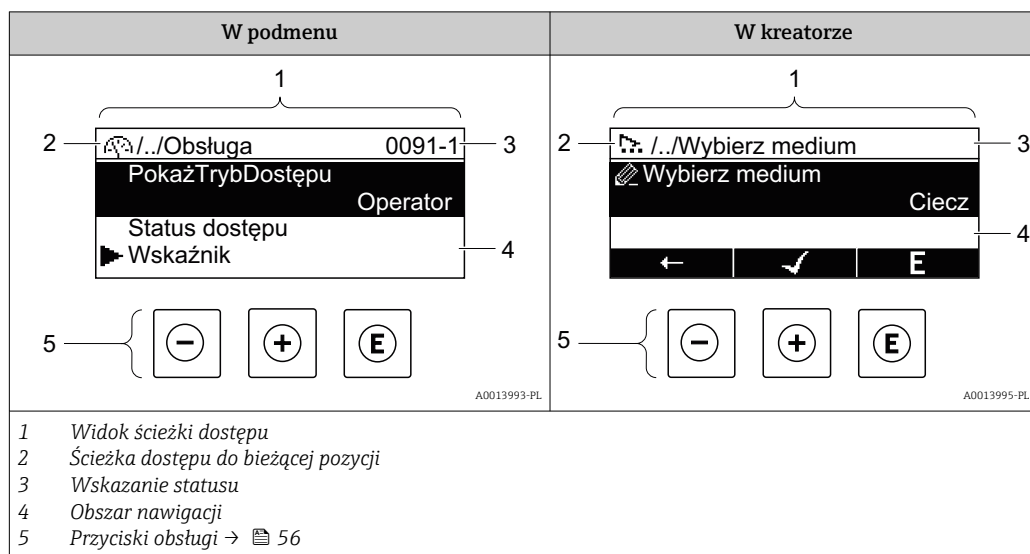 W podmenu
1
2
/../Obsługa 0091-1
3
PokażTrybDostępu
Operator
Status dostępu
Wskaźnik
4
5
E
A0013993-PL
W kreatorze
1
2
/../Wybierz medium
3
Wybierz medium
Ciecz
4
E
5
E
A0013995-PL
1 Widok ścieżki dostępu
2 Ścieżka dostępu do bieżącej pozycji
3 Wskazanie statusu
4 Obszar nawigacji
5 Przyciski obsługi → 56